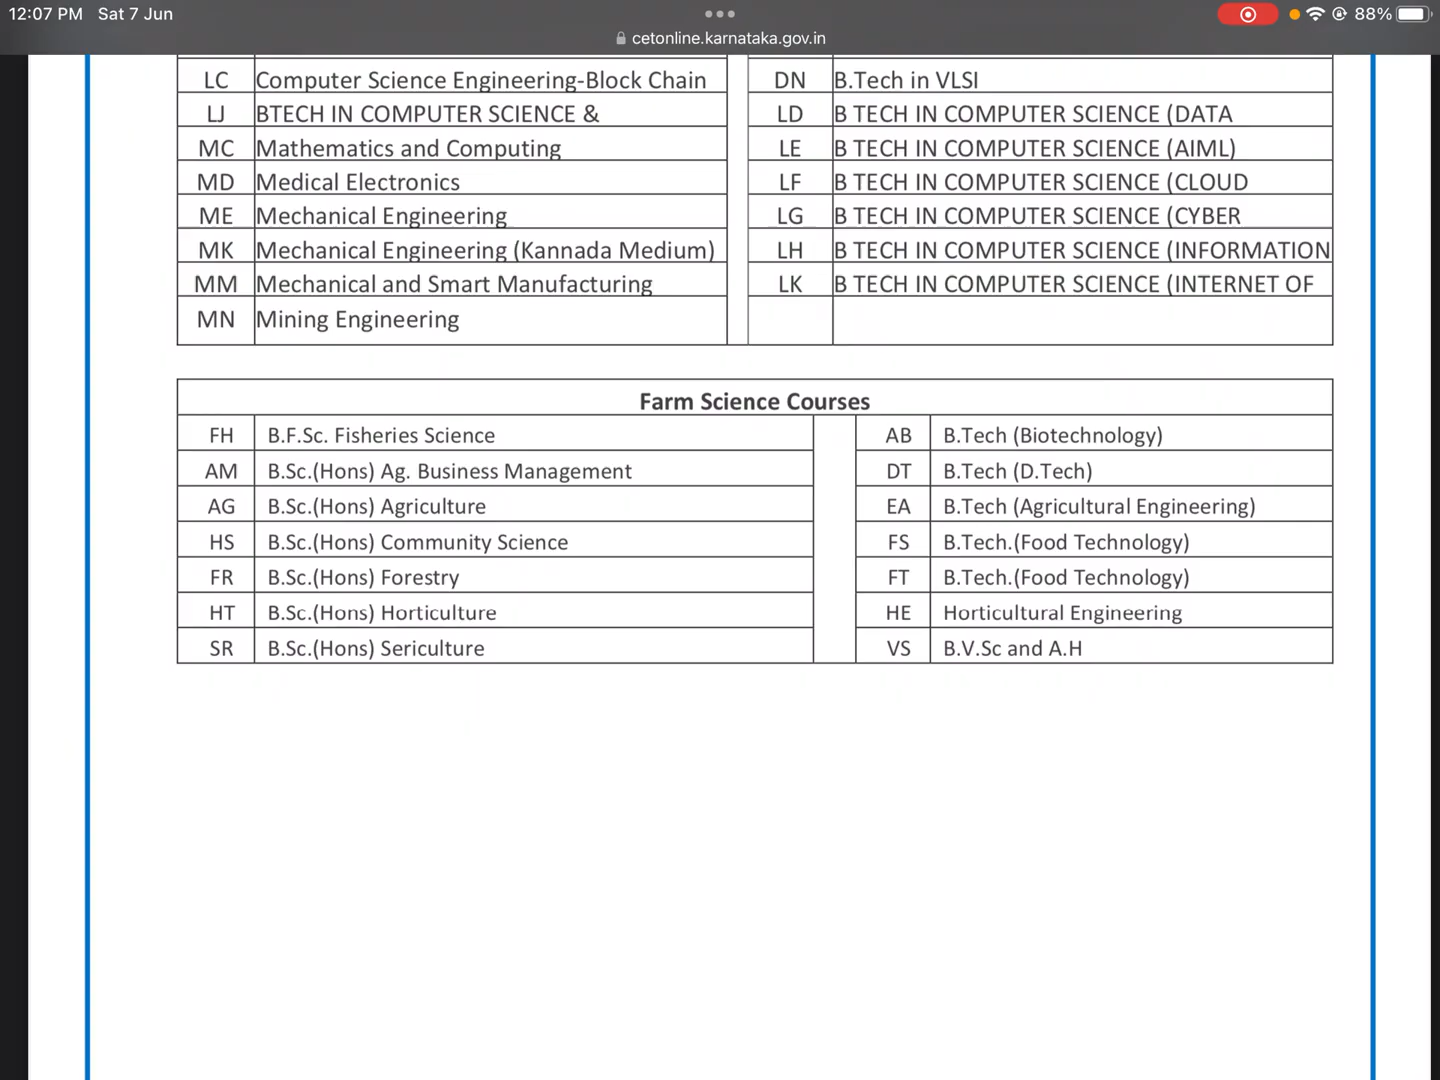 12:07 PM Sat 7 Jun
88%
cetonline.karnataka.gov.in
LC Computer Science Engineering-Block Chain DN B.Tech in VLSI
LJ BTECH IN COMPUTER SCIENCE & LD B TECH IN COMPUTER SCIENCE (DATA
MC Mathematics and Computing LE B TECH IN COMPUTER SCIENCE (AIML)
MD Medical Electronics LF B TECH IN COMPUTER SCIENCE (CLOUD
ME Mechanical Engineering LG B TECH IN COMPUTER SCIENCE (CYBER
MK Mechanical Engineering (Kannada Medium) LH B TECH IN COMPUTER SCIENCE (INFORMATION
MM Mechanical and Smart Manufacturing LK B TECH IN COMPUTER SCIENCE (INTERNET OF
MN Mining Engineering
Farm Science Courses
FH B.F.Sc. Fisheries Science AB B.Tech (Biotechnology)
AM B.Sc.(Hons) Ag. Business Management DT B.Tech (D.Tech)
AG B.Sc.(Hons) Agriculture EA B.Tech (Agricultural Engineering)
HS B.Sc.(Hons) Community Science FS B.Tech.(Food Technology)
FR B.Sc.(Hons) Forestry FT B.Tech.(Food Technology)
HT B.Sc.(Hons) Horticulture HE Horticultural Engineering
SR B.Sc.(Hons) Sericulture VS B.V.Sc and A.H